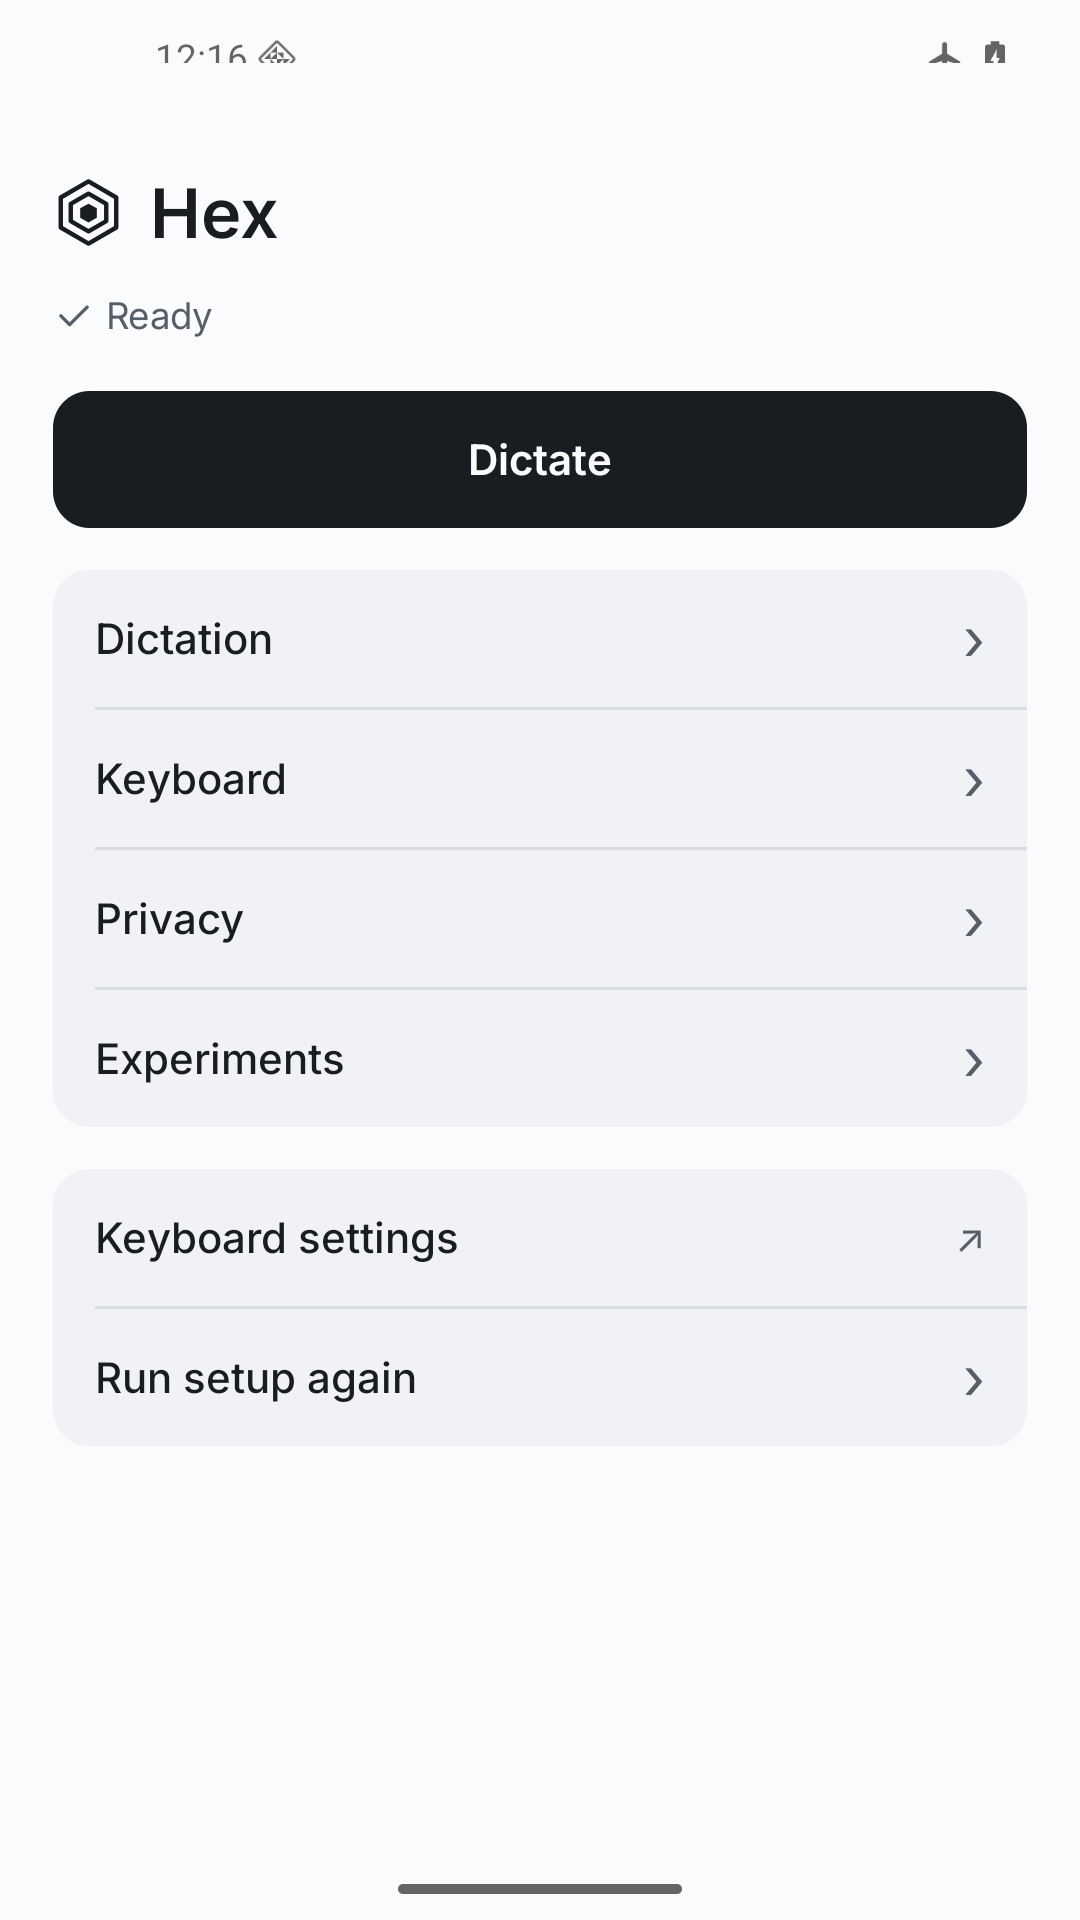 12:16
Hex
Ready
Dictate
Dictation
Keyboard
Privacy
Experiments
Keyboard settings
Run setup again